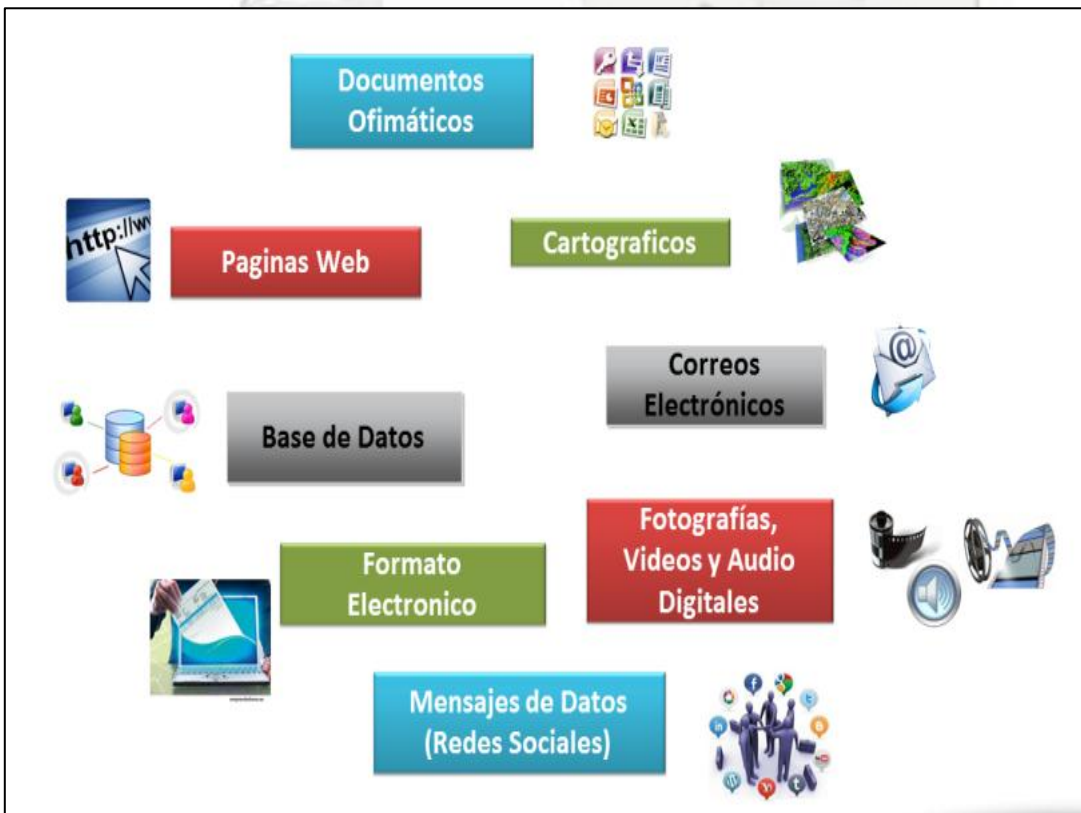 Documentos
Ofimáticos
http://ww
Paginas Web
Cartograficos
Correos
Electrónicos
Base de Datos
Fotografías,
Videos y Audio
Digitales
Formato
Electronico
Mensajes de Datos
(Redes Sociales)